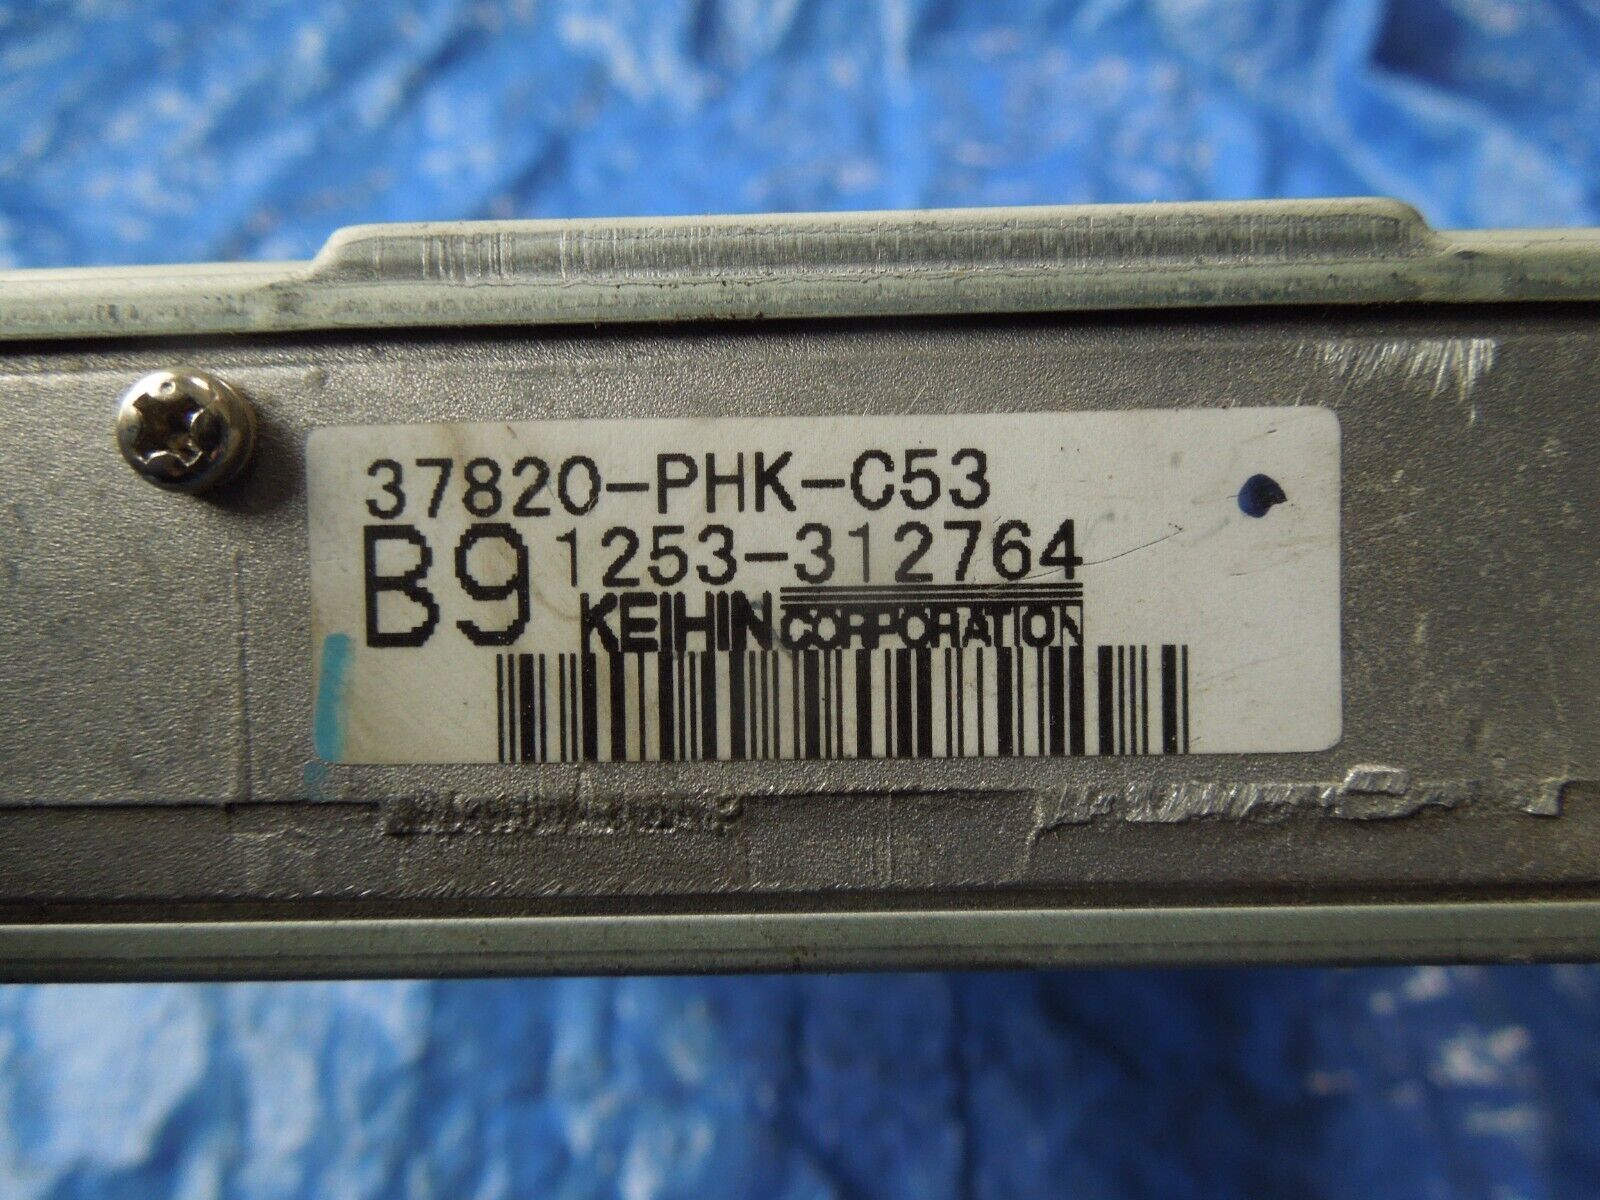 37820-PHK-C53
B9 1253-312764
KEIHIN CORPORATION